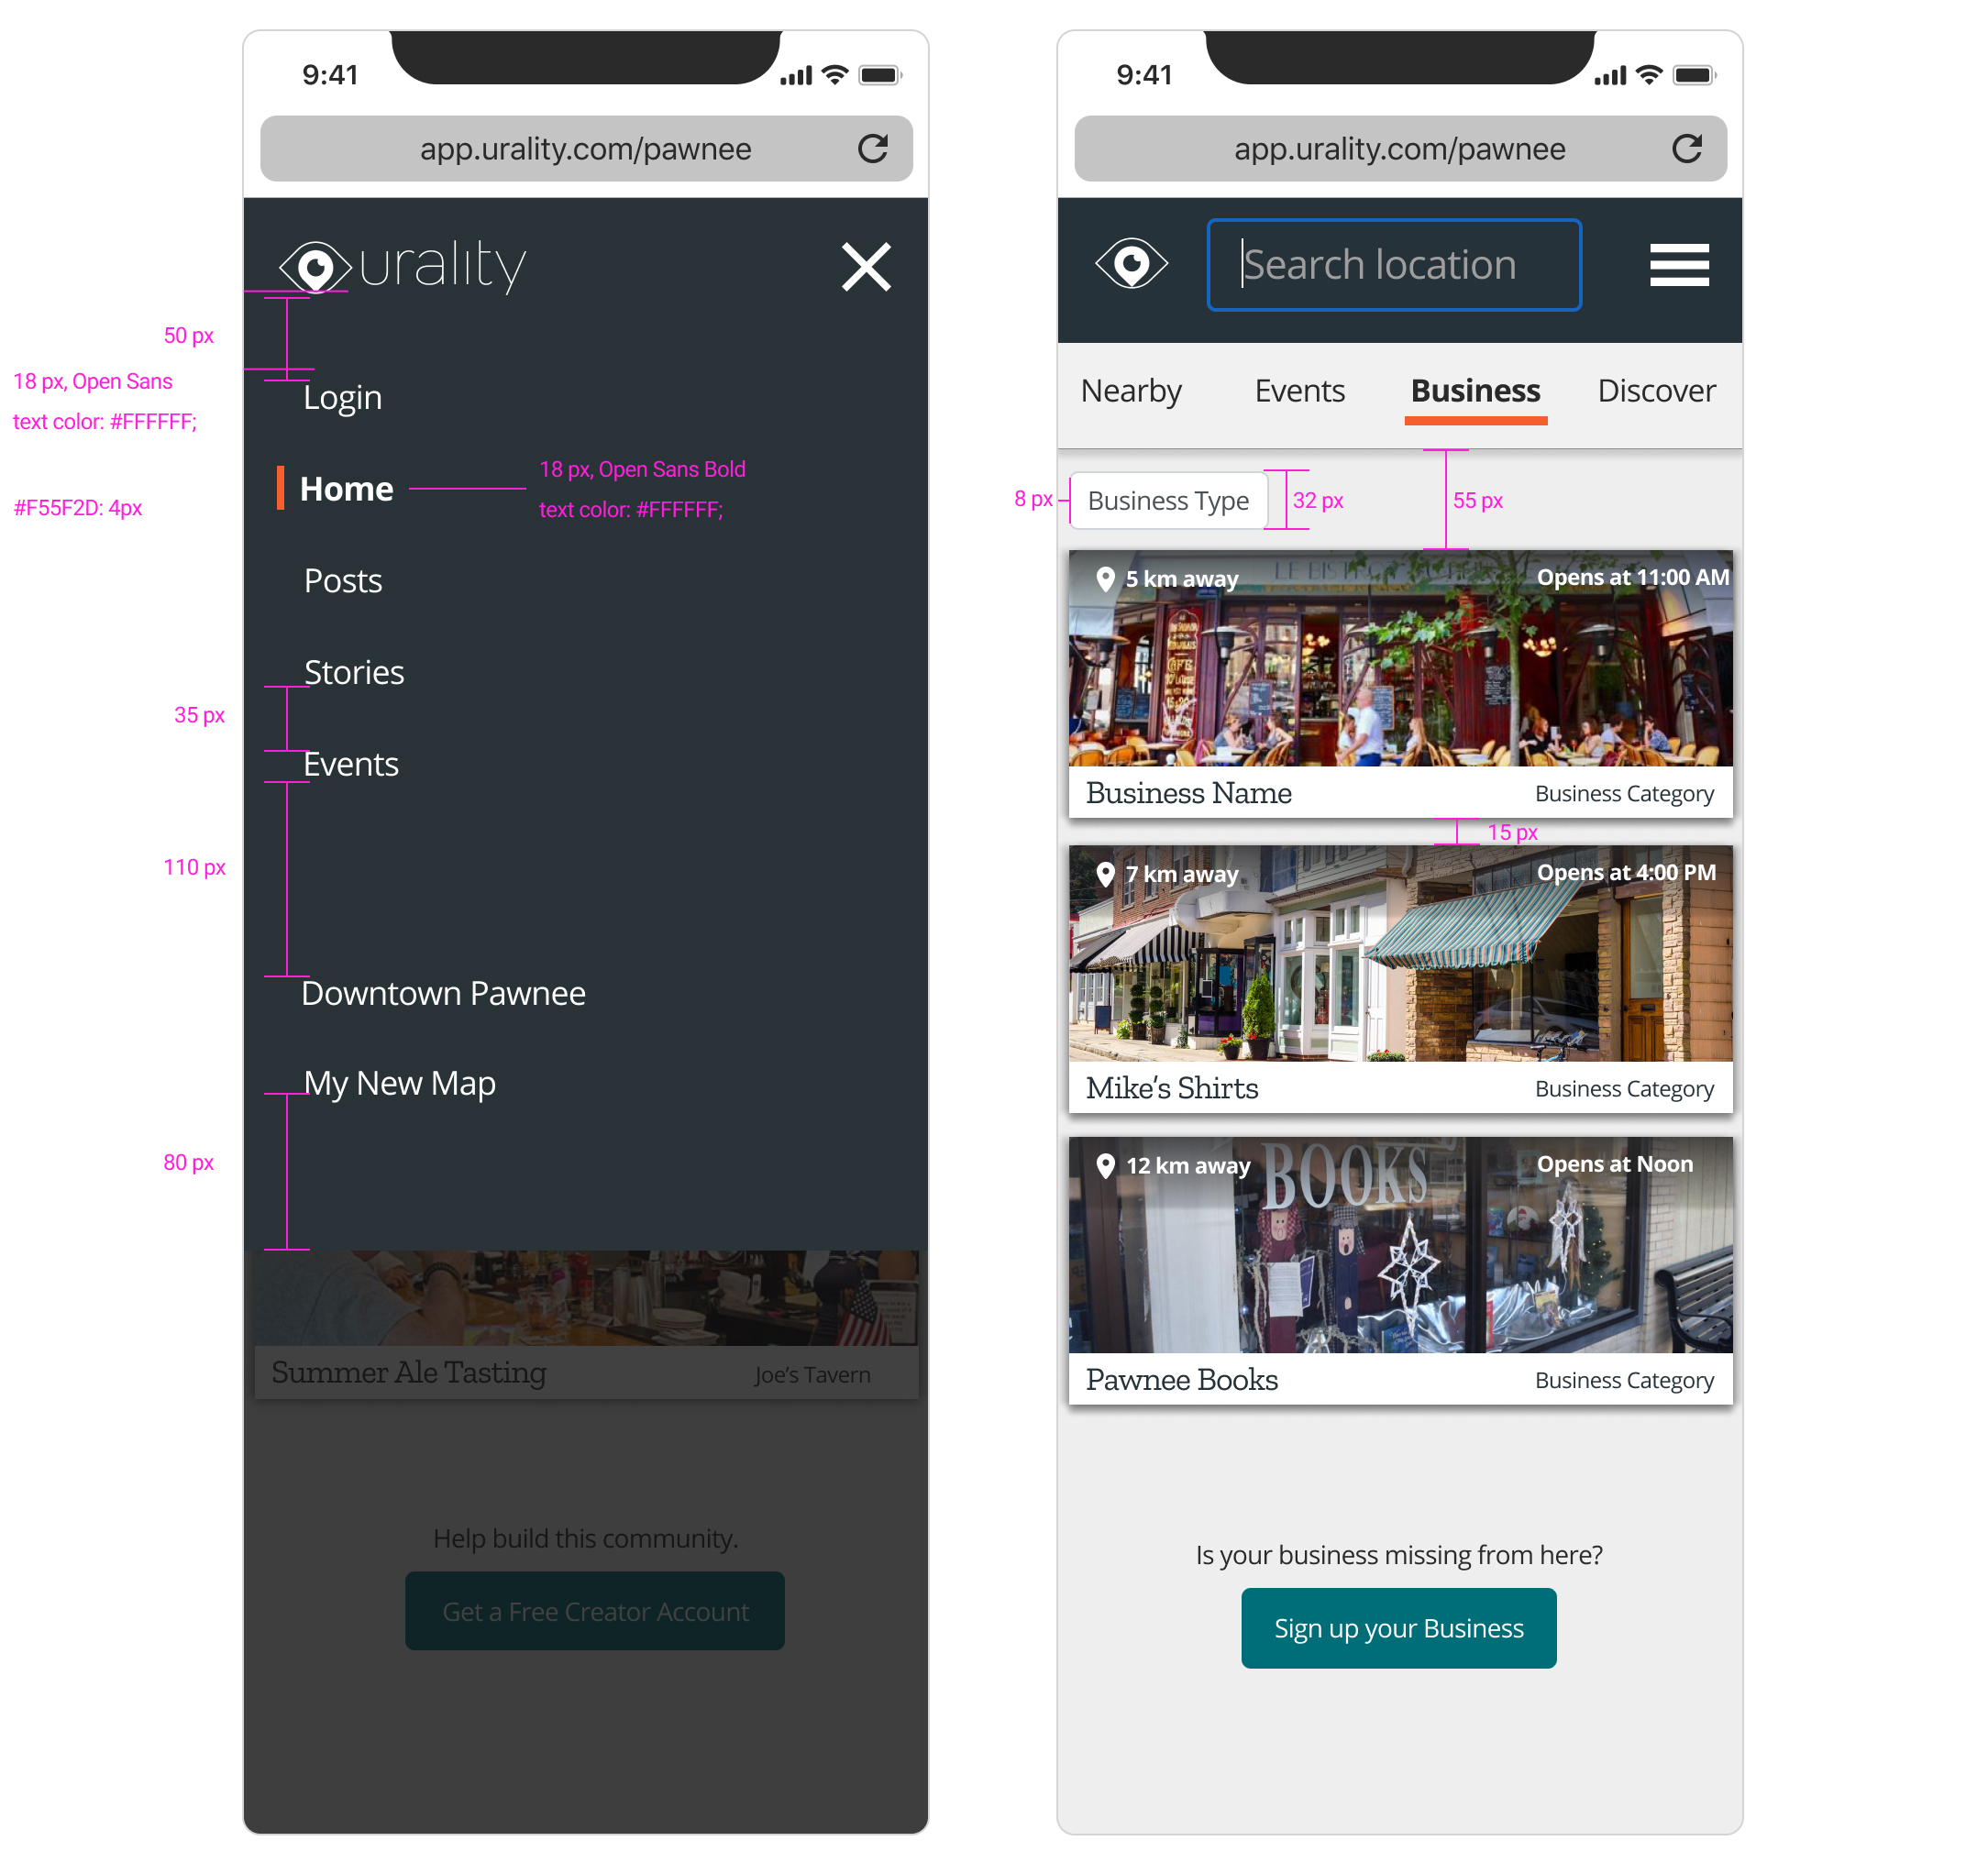 9:41
app.urality.com/pawnee
urality
50 px
18 px, Open Sans
text color: #FFFFFF;
Login
#F55F2D: 4px
Home
18 px, Open Sans Bold
text color: #FFFFFF;
Posts
Stories
35 px
Events
110 px
Downtown Pawnee
My New Map
80 px
Summer Ale Tasting
Joe's Tavern
Help build this community.
Get a Free Creator Account
9:41
app.urality.com/pawnee
Search location
Nearby
Events
Business
Discover
8 px
Business Type
32 px
55 px
5 km away
Opens at 11:00 AM
LE BISTRO
Business Name
Business Category
15 px
7 km away
Opens at 4:00 PM
Mike’s Shirts
Business Category
12 km away
Opens at Noon
BOOKS
Pawnee Books
Business Category
Is your business missing from here?
Sign up your Business